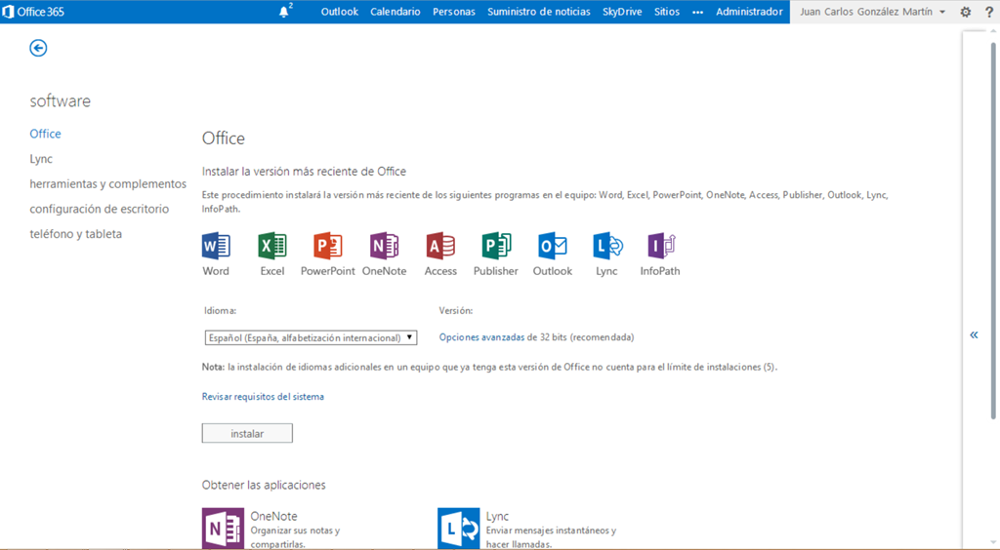 Office 365 2 Outlook Calendario Personas Suministro de noticias SkyDrive Sitios ••• Administrador Juan Carlos González Martín ?
software
Office
Lync
herramientas y complementos
configuración de escritorio
teléfono y tableta
Office
Instalar la versión más reciente de Office
Este procedimiento instalará la versión más reciente de los siguientes programas en el equipo: Word, Excel, PowerPoint, OneNote, Access, Publisher, Outlook, Lync,
InfoPath.
Word Excel PowerPoint OneNote Access Publisher Outlook Lync InfoPath
Idioma: Versión:
Español (España, alfabetización internacional) Opciones avanzadas de 32 bits (recomendada)
Nota: la instalación de idiomas adicionales en un equipo que ya tenga esta versión de Office no cuenta para el límite de instalaciones (5).
Revisar requisitos del sistema
instalar
Obtener las aplicaciones
OneNote
Organizar sus notas y
compartirlas.
Lync
Enviar mensajes instantáneos y
hacer llamadas.